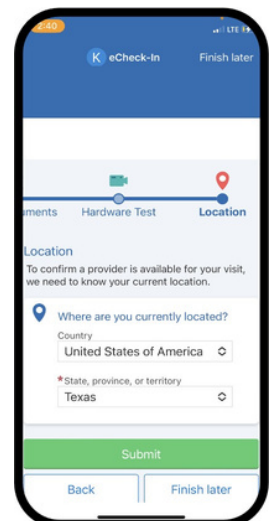 2:40
LTE
K eCheck-In Finish later
uments Hardware Test Location
Location
To confirm a provider is available for your visit,
we need to know your current location.
Where are you currently located?
Country
United States of America
*State, province, or territory
Texas
Submit
Back Finish later